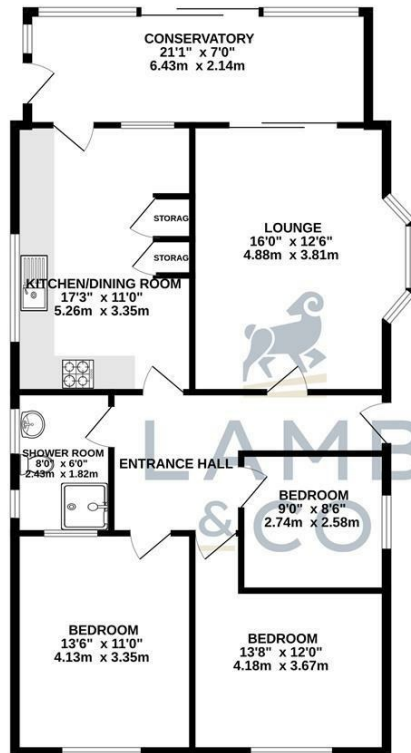 CONSERVATORY
21'1" x 7'0"
6.43m x 2.14m
STORAG
STORAG
LOUNGE
16'0" x 12'6"
4.88m x 3.81m
KITCHEN/DINING ROOM
17'3" x 11'0"
5.26m x 3.35m
SHOWER ROOM
8'0" x 6'0"
2.43m x 1.82m
ENTRANCE HALL
LAMB
& CO
BEDROOM
9'0" x 8'6"
2.74m x 2.58m
BEDROOM
13'6" x 11'0"
4.13m x 3.35m
BEDROOM
13'8" x 12'0"
4.18m x 3.67m